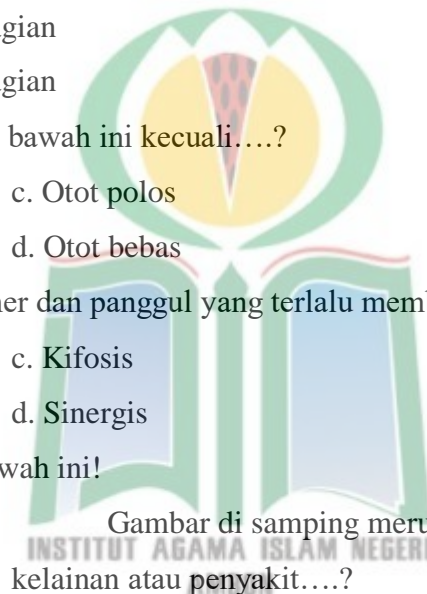 gian
gian
bawah ini kecuali....?
c. Otot polos
d. Otot bebas
er dan panggul yang terlalu memb
c. Kifosis
d. Sinergis
wah ini!
Gambar di samping meru
INSTITUT AGAMA ISLAM NEGERI
kelainan atau penyakit....?